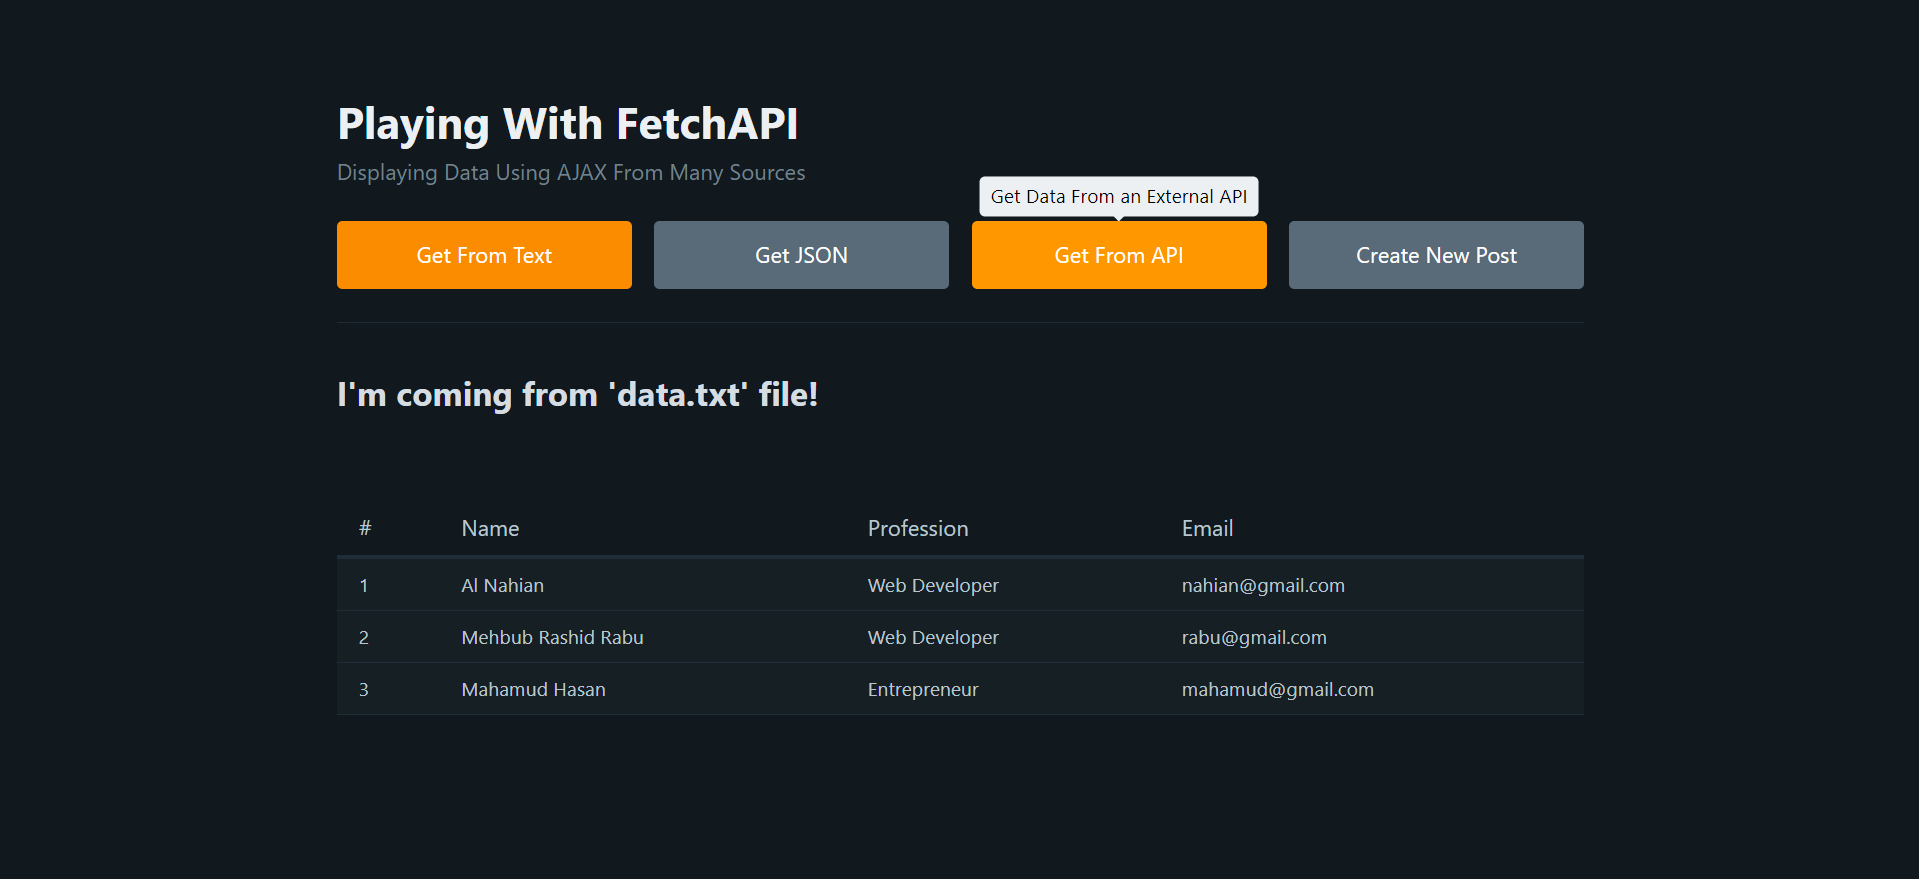 Playing With FetchAPI
Displaying Data Using AJAX From Many Sources
Get Data From an External API
Get From Text Get JSON Get From API Create New Post
I'm coming from 'data.txt' file!
# Name Profession Email
1 Al Nahian Web Developer nahian@gmail.com
2 Mehbub Rashid Rabu Web Developer rabu@gmail.com
3 Mahamud Hasan Entrepreneur mahamud@gmail.com